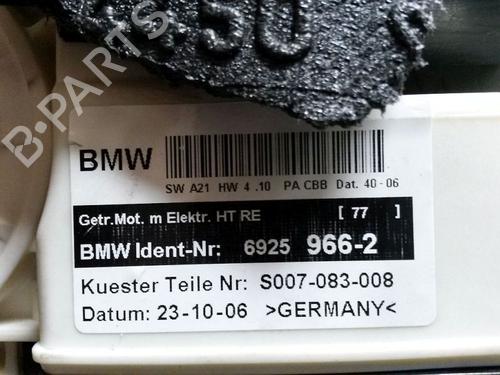 50
BMW
SW A21 HW 4 .10 PA CBB Dat. 40-06
Getr.Mot. m Elektr. HT RE [ 77 ]
BMW Ident-Nr: 6925 966-2
Kuester Teile Nr: S007-083-008
Datum: 23-10-06 >GERMANY<
B-PARTS